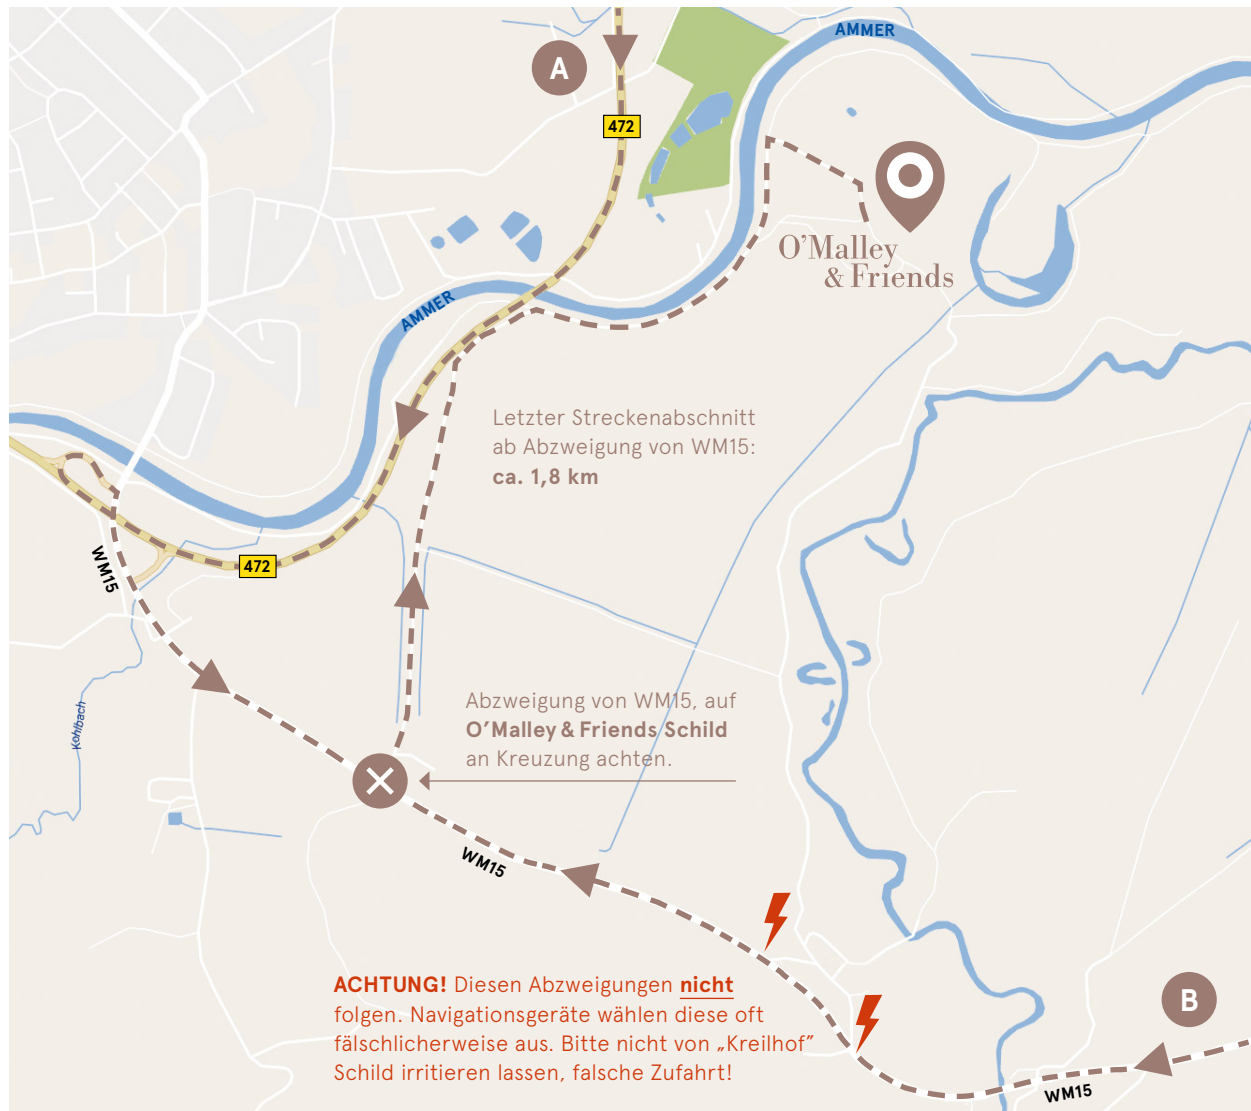 AMMER
A
472
O'Malley
& Friends
AMMER
Letzter Streckenabschnitt
ab Abzweigung von WM15:
ca. 1,8 km
WM15
472
Kohlbach
Abzweigung von WM15, auf
O'Malley & Friends Schild
an Kreuzung achten.
WM15
ACHTUNG! Diesen Abzweigungen nicht
folgen. Navigationsgeräte wählen diese oft
fälschlicherweise aus. Bitte nicht von „Kreilhof”
Schild irritieren lassen, falsche Zufahrt!
B
WM15